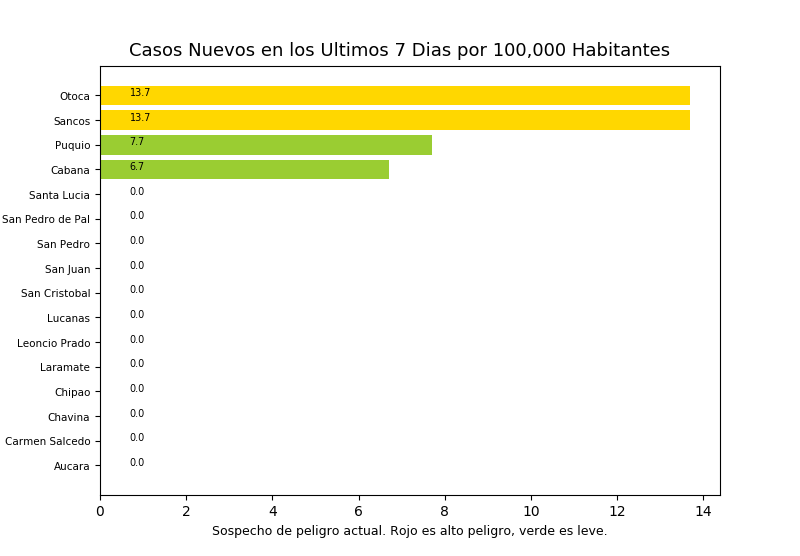 Casos Nuevos en los Ultimos 7 Dias por 100,000 Habitantes
Otoca 13.7
Sancos 13.7
Puquio 7.7
Cabana 6.7
Santa Lucia 0.0
San Pedro de Pal 0.0
San Pedro 0.0
San Juan 0.0
San Cristobal 0.0
Lucanas 0.0
Leoncio Prado 0.0
Laramate 0.0
Chipao 0.0
Chavina 0.0
Carmen Salcedo 0.0
Aucara 0.0
0 2 4 6 8 10 12 14
Sospecho de peligro actual. Rojo es alto peligro, verde es leve.